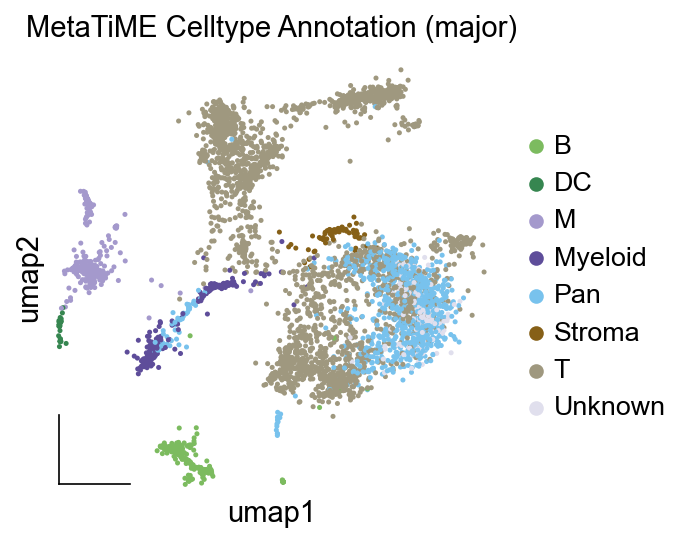 MetaTiME Celltype Annotation (major)
B
DC
M
Myeloid
Pan
Stroma
T
Unknown
umap2
umap1